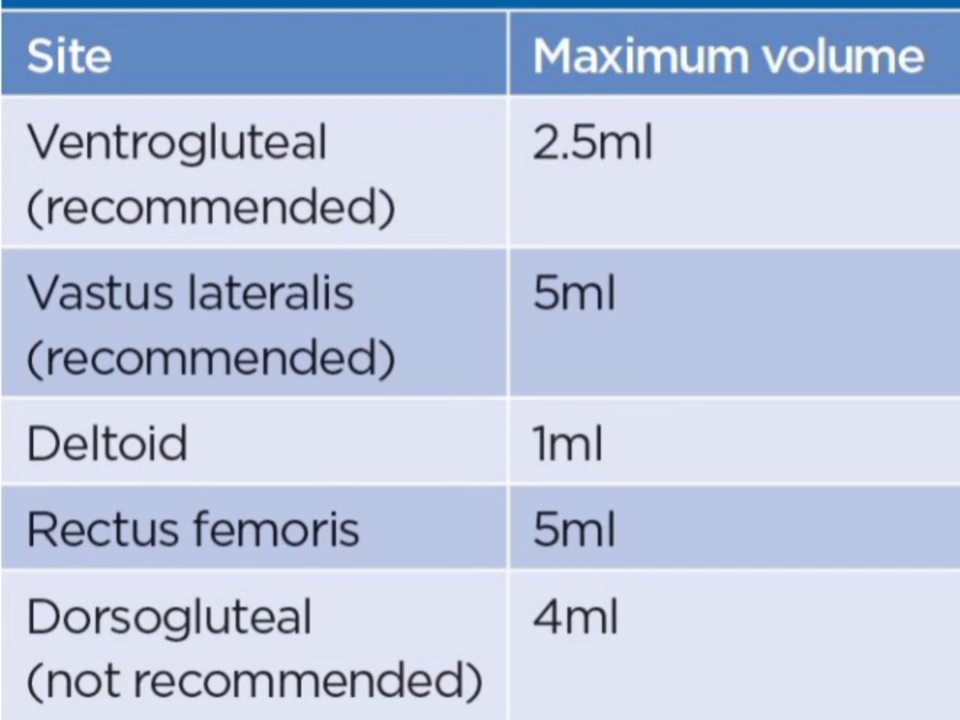 Site Maximum volume
Ventrogluteal 2.5ml
(recommended)
Vastus lateralis 5ml
(recommended)
Deltoid 1ml
Rectus femoris 5ml
Dorsogluteal 4ml
(not recommended)